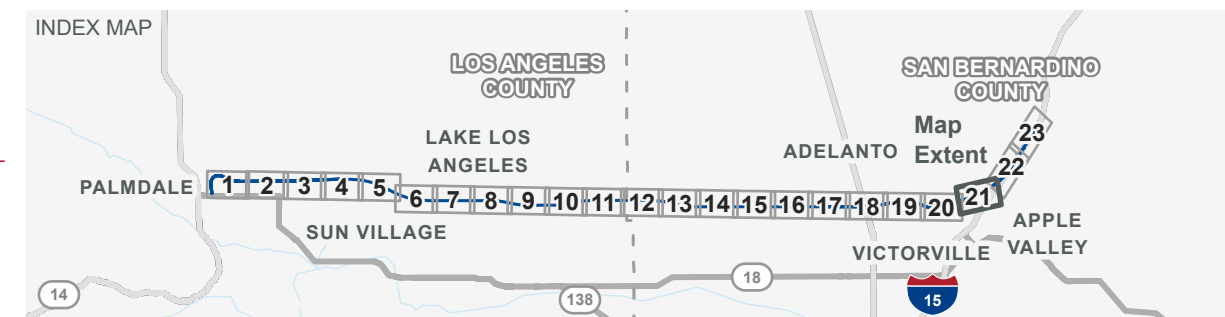 INDEX MAP
LOS ANGELES
COUNTY
SAN BERNARDINO
COUNTY
LAKE LOS
ANGELES
ADELANTO
Map
Extent
PALMDALE
1 2 3 4 5 6 7 8 9 10 11 12 13 14 15 16 17 18 19 20 21 22 23
SUN VILLAGE
VICTORVILLE
APPLE
VALLEY
14
138
18
15